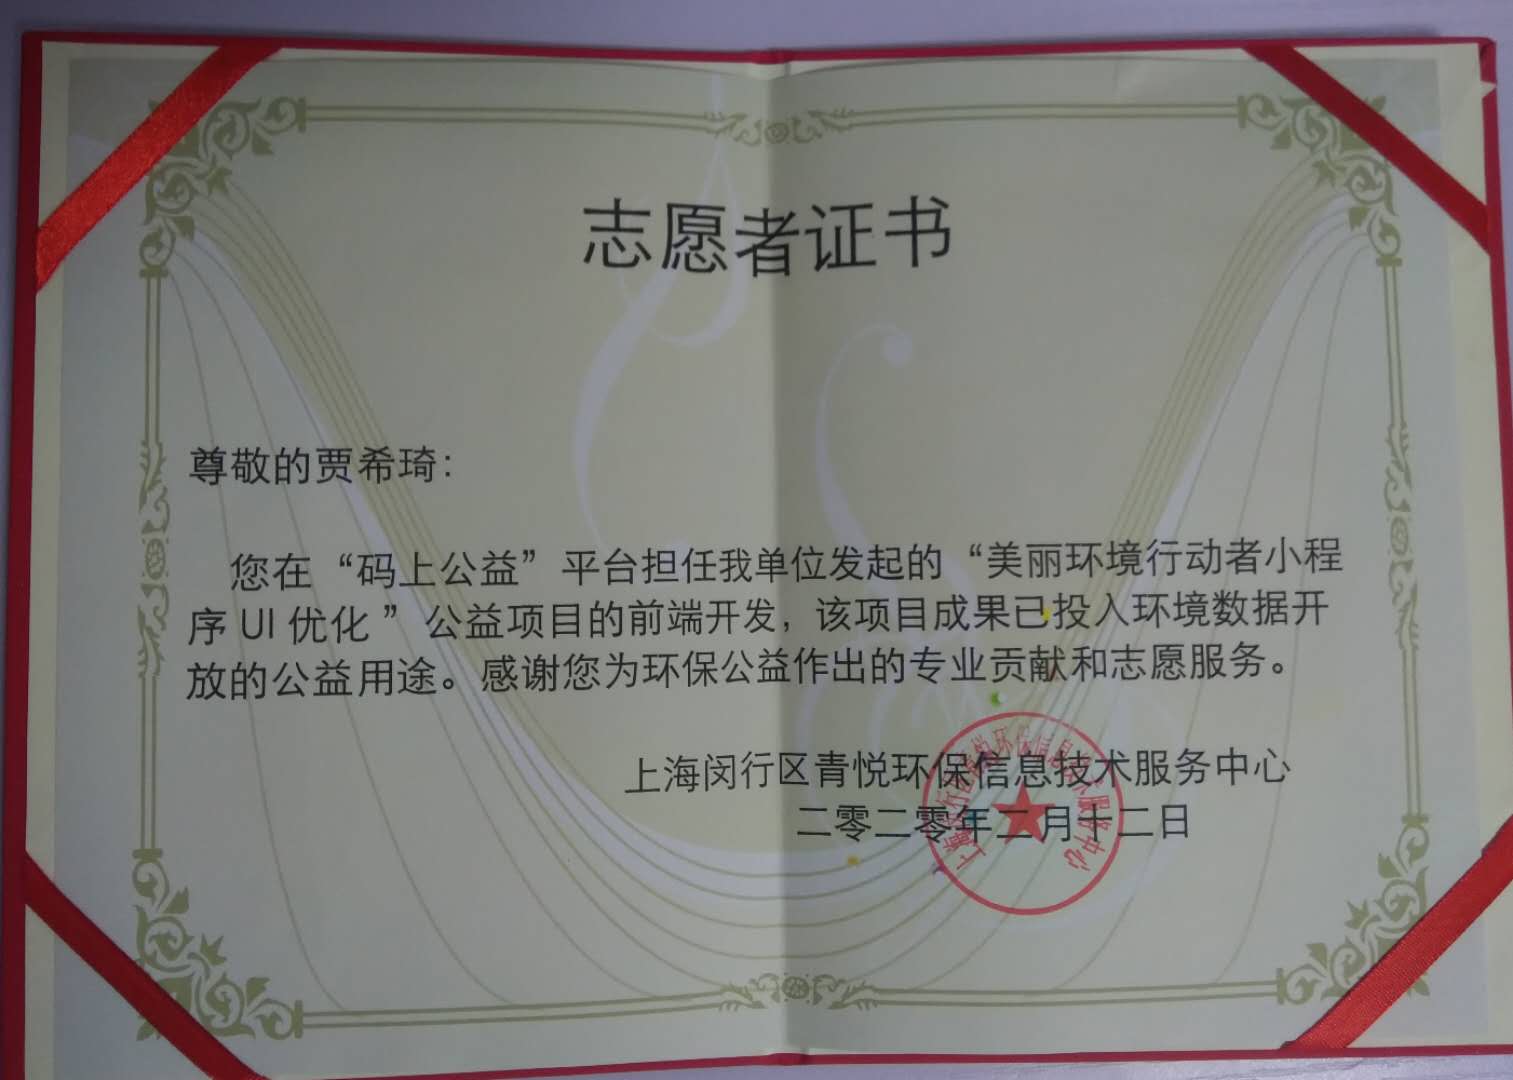 志愿者证书
尊敬的贾希琦：
您在“码上公益”平台担任我单位发起的“美丽环境行动者小程
序 UI 优化 ”公益项目的前端开发，该项目成果已投入环境数据开
放的公益用途。感谢您为环保公益作出的专业贡献和志愿服务。
上海闵行区青悦环保信息技术服务中心
二零二零年二月十二日
上海闵行区青悦环保信息技术服务中心